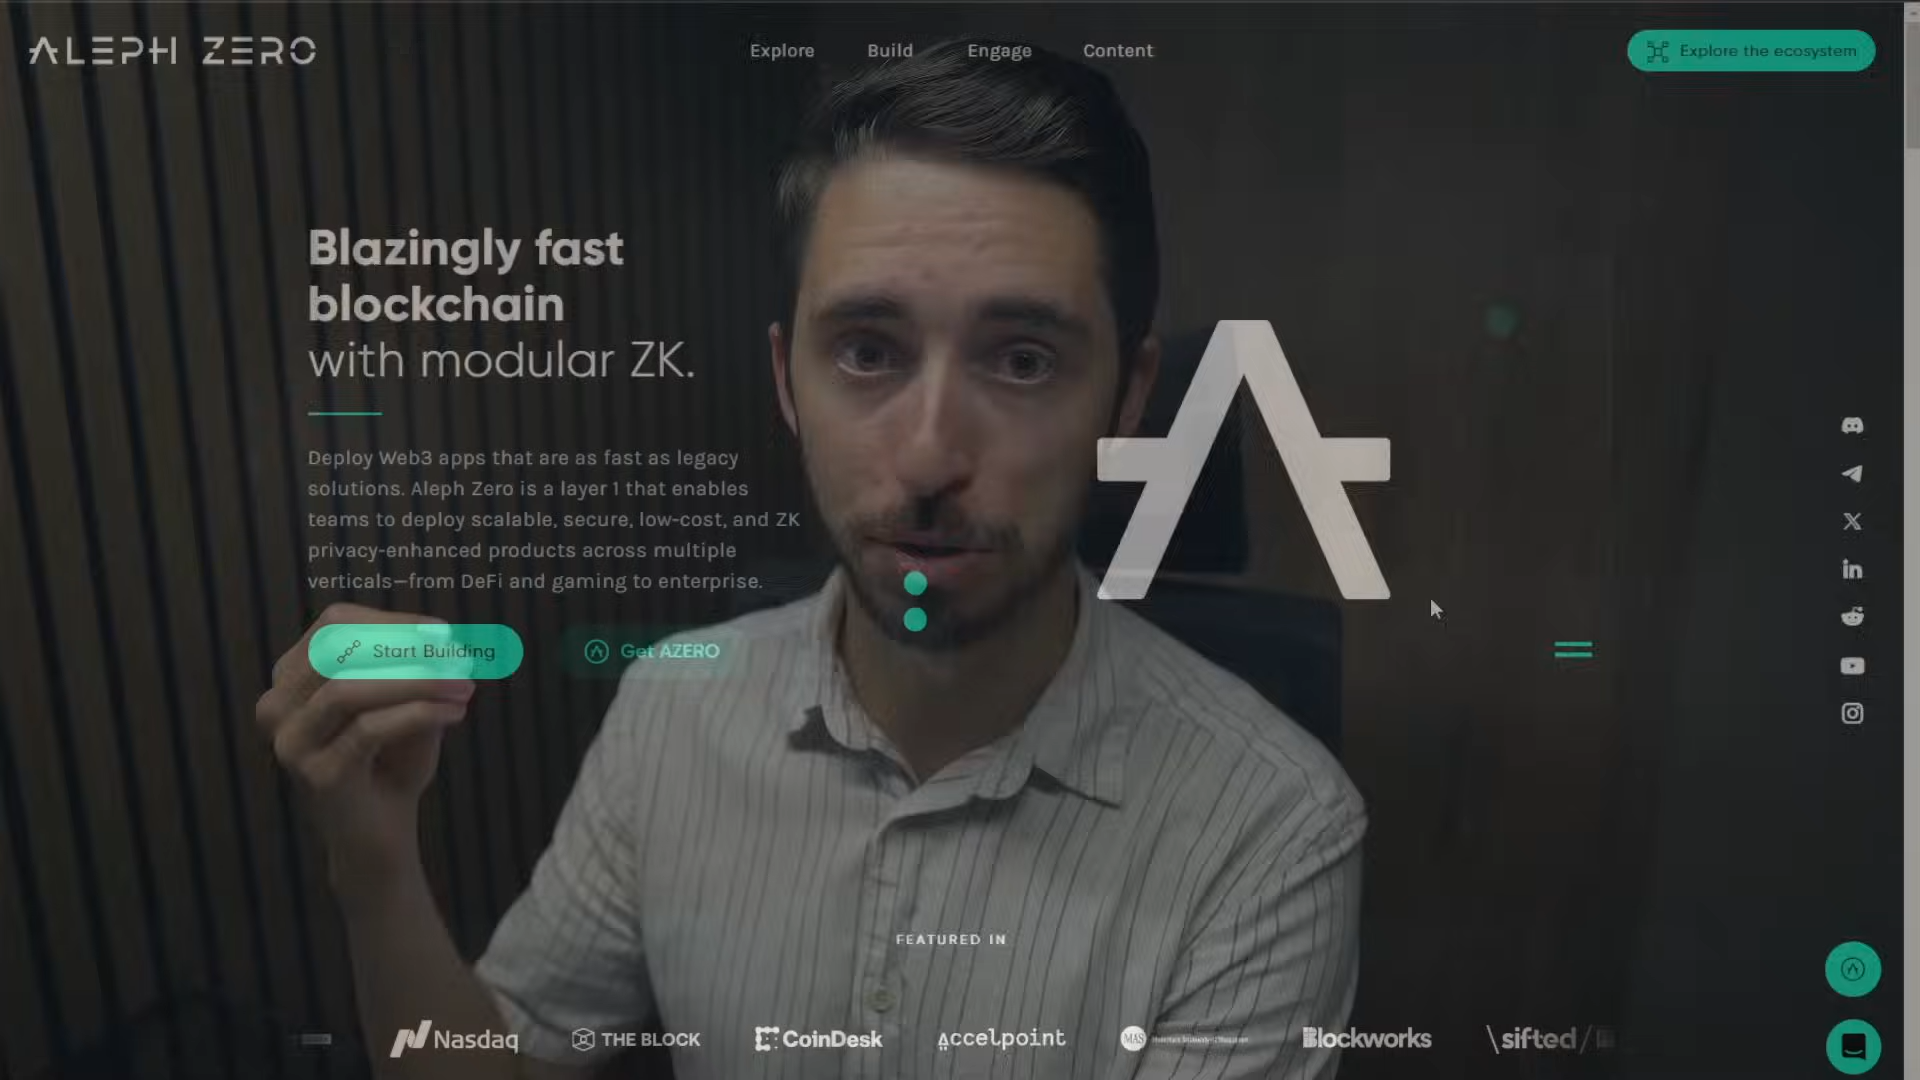 ALEPH ZERO
Explore
Build
Engage
Content
Explore the ecosystem
Blazingly fast
blockchain
with modular ZK.
Deploy Web3 apps that are as fast as legacy
solutions. Aleph Zero is a layer 1 that enables
teams to deploy scalable, secure, low-cost, and ZK
privacy-enhanced products across multiple
verticals—from DeFi and gaming to enterprise.
Start Building
Get AZERO
FEATURED IN
Nasdaq
THE BLOCK
CoinDesk
Accelpoint
MAS
Blockworks
\sifted/